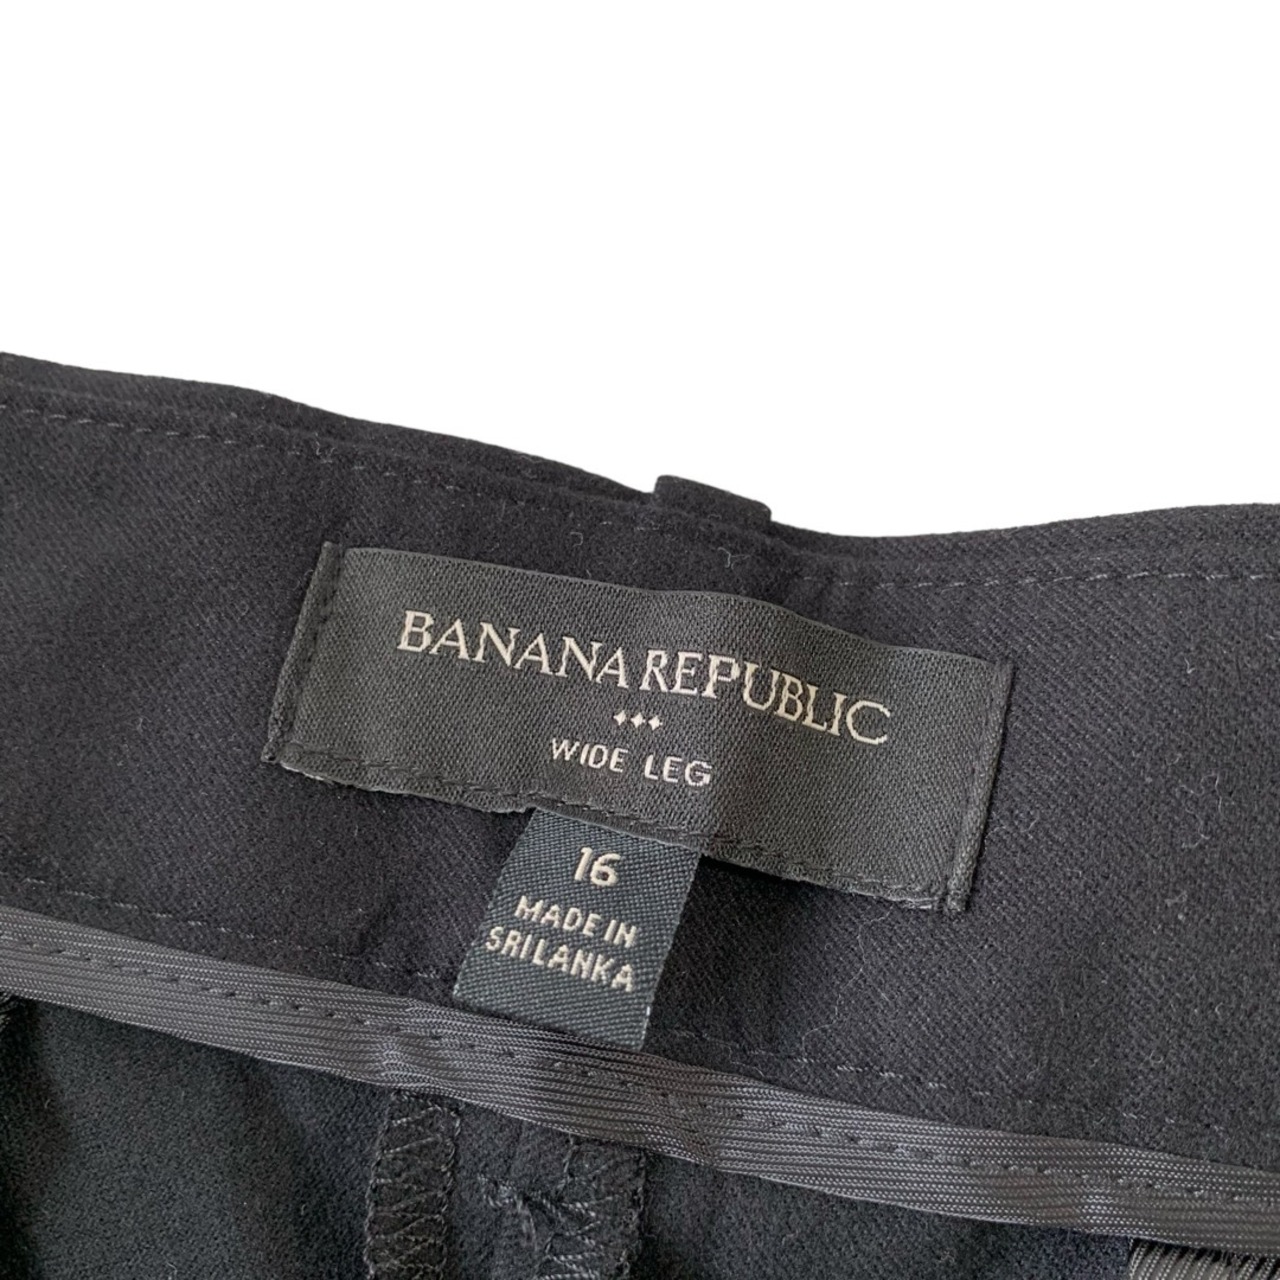 BANANA REPUBLIC
WIDE LEG
16
MADE IN
SRI LANKA